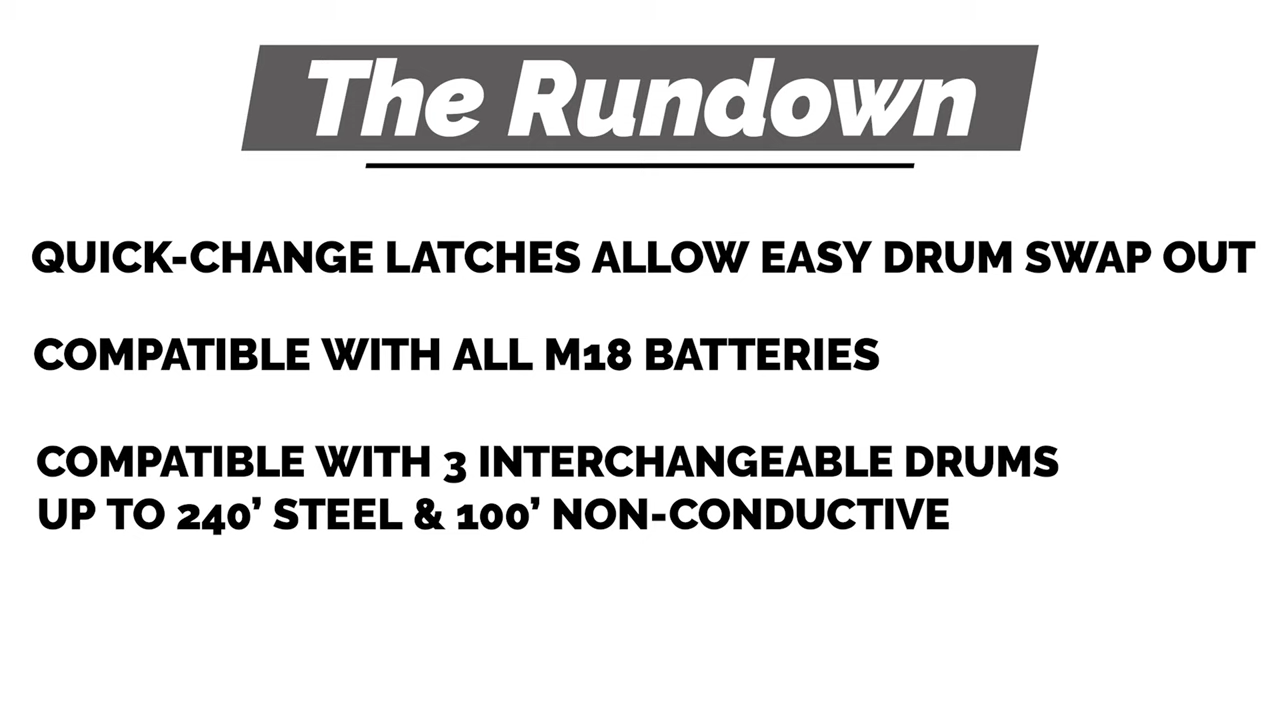 The Rundown
QUICK-CHANGE LATCHES ALLOW EASY DRUM SWAP OUT
COMPATIBLE WITH ALL M18 BATTERIES
COMPATIBLE WITH 3 INTERCHANGEABLE DRUMS
UP TO 240’ STEEL & 100’ NON-CONDUCTIVE